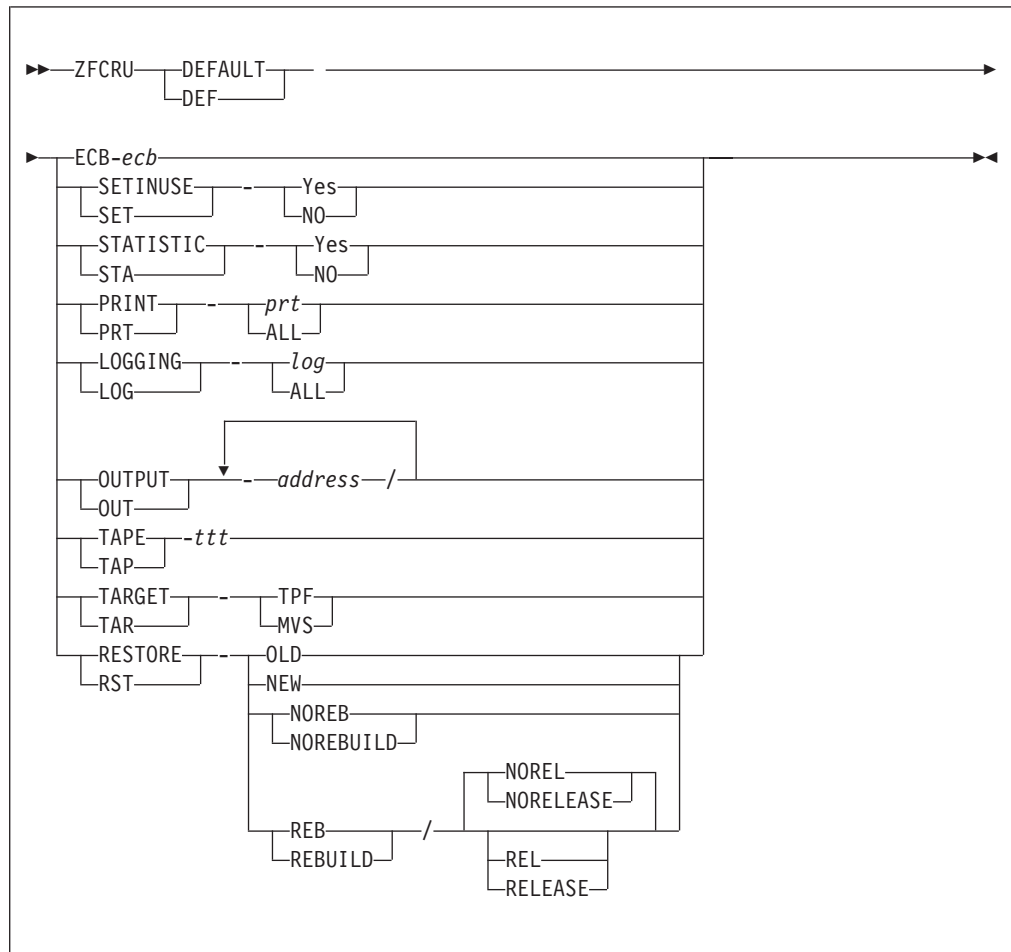 ZFCRU DEFAULT
DEF
ECB-ecb
SETINUSE - Yes
SET NO
STATISTIC - Yes
STA NO
PRINT - prt
PRT ALL
LOGGING - log
LOG ALL
OUTPUT - address /
OUT
TAPE -ttt
TAP
TARGET - TPF
TAR MVS
RESTORE - OLD
RST NEW
NOREB
NOREBUILD
NOREL
NORELEASE
REB /
REBUILD REL
RELEASE